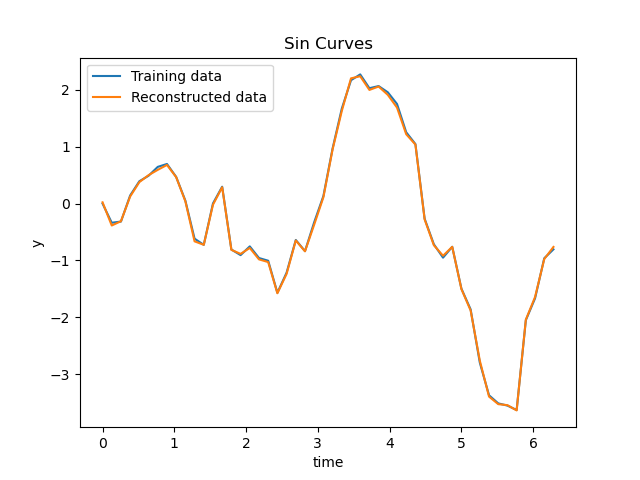 Sin Curves
Training data
Reconstructed data
2
1
0
−1
−2
−3
y
0 1 2 3 4 5 6
time